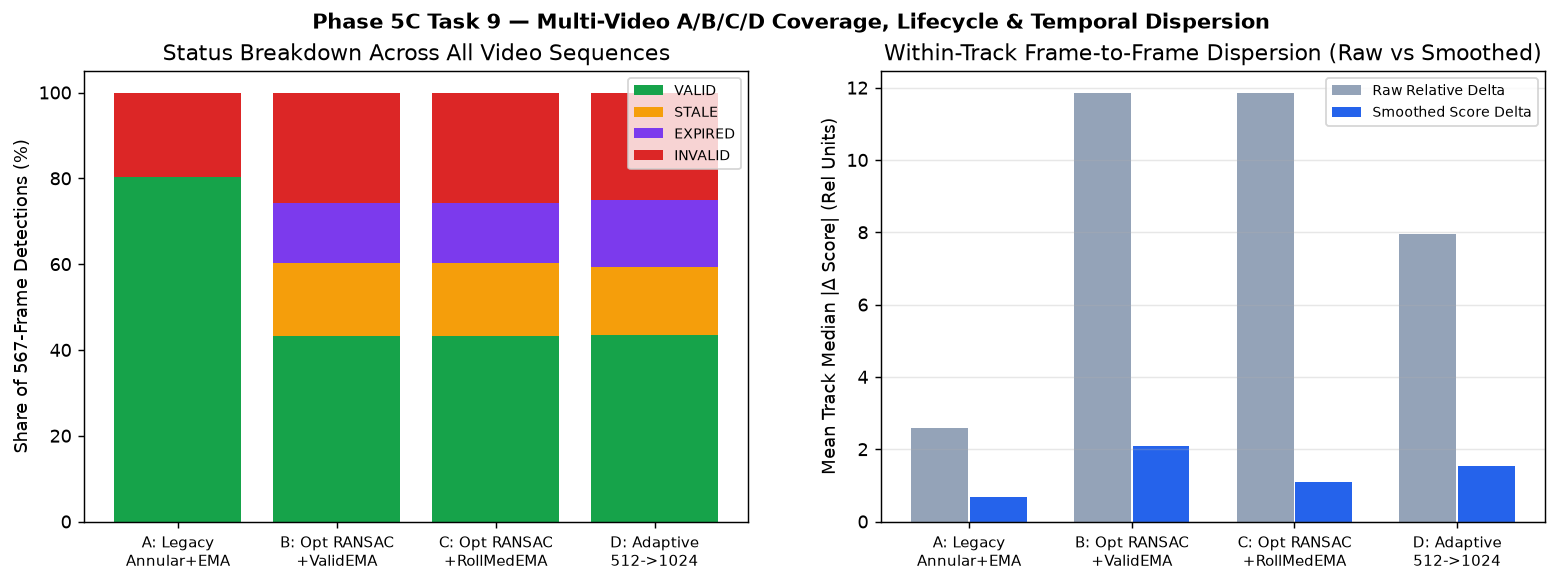 Phase 5C Task 9 — Multi-Video A/B/C/D Coverage, Lifecycle & Temporal Dispersion
Status Breakdown Across All Video Sequences
Share of 567-Frame Detections (%)
100
80
60
40
20
0
VALID
STALE
EXPIRED
INVALID
A: Legacy
Annular+EMA
B: Opt RANSAC
+ValidEMA
C: Opt RANSAC
+RollMedEMA
D: Adaptive
512->1024
Within-Track Frame-to-Frame Dispersion (Raw vs Smoothed)
Mean Track Median |Δ Score| (Rel Units)
12
10
8
6
4
2
0
Raw Relative Delta
Smoothed Score Delta
A: Legacy
Annular+EMA
B: Opt RANSAC
+ValidEMA
C: Opt RANSAC
+RollMedEMA
D: Adaptive
512->1024